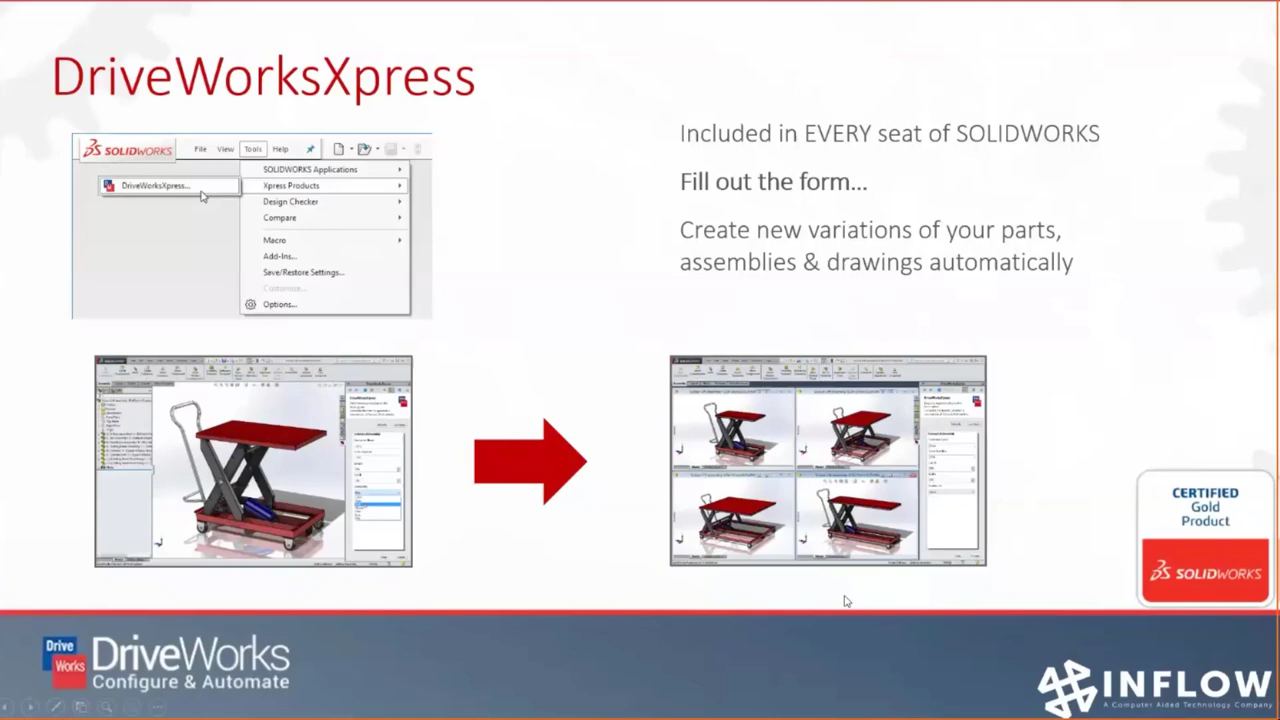 DriveWorksXpress
SOLIDWORKS File View Tools Help
SOLIDWORKS Applications
DriveWorksXpress... Xpress Products
Design Checker
Compare
Macro
Add-Ins...
Save/Restore Settings...
Customize...
Options...
Included in EVERY seat of SOLIDWORKS
Fill out the form...
Create new variations of your parts,
assemblies & drawings automatically
CERTIFIED
Gold
Product
SOLIDWORKS
Drive
Works
DriveWorks
Configure & Automate
INFLOW
A Computer Aided Technology Company